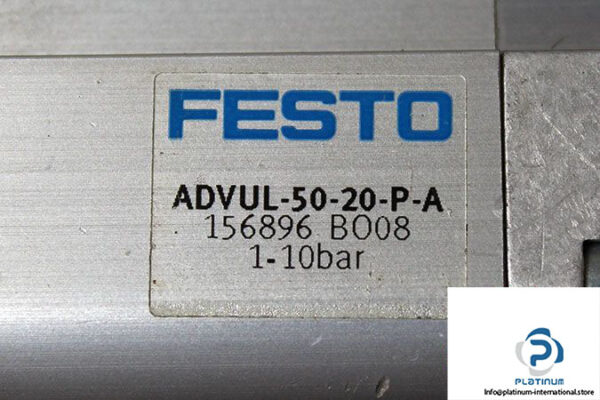 FESTO
ADVUL-50-20-P-A
156896 BO08
1-10bar
PLATINUM
Info@platinum-international.store